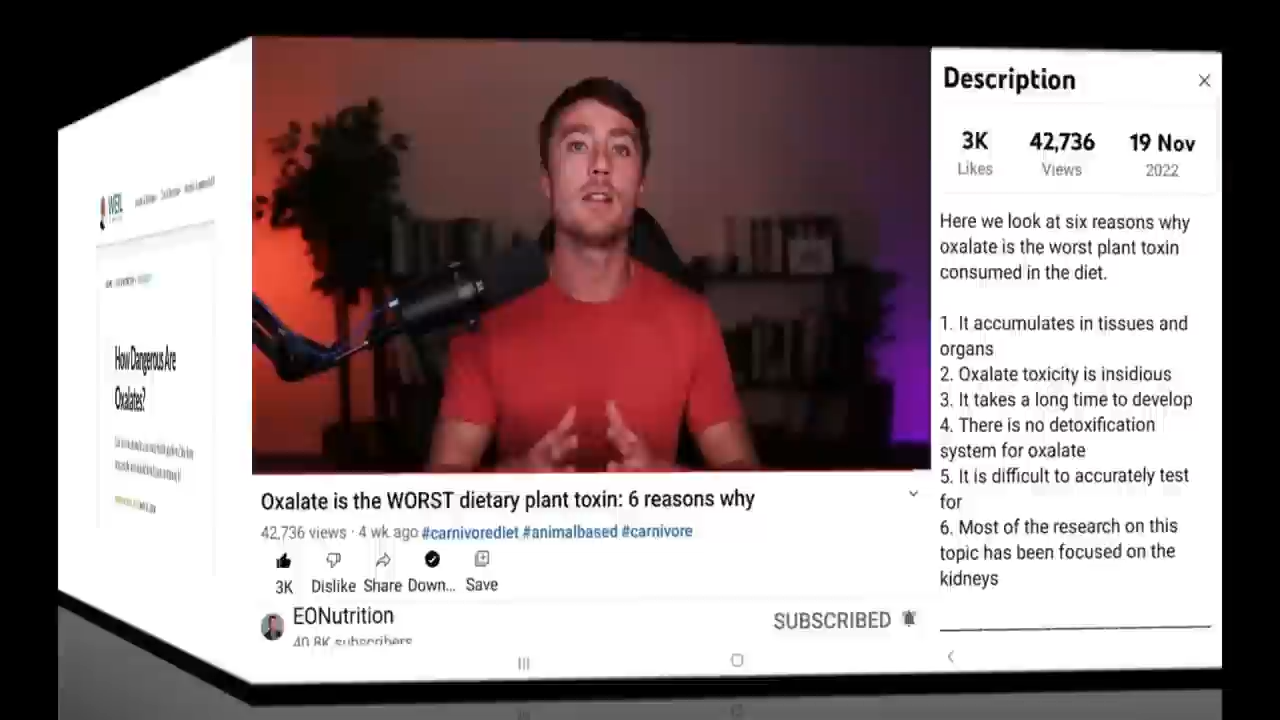 WEIL
How Dangerous Are
Oxalates?
Oxalate is the WORST dietary plant toxin: 6 reasons why
42,736 views · 4 wk ago #carnivorediet #animalbased #carnivore
3K
Dislike
Share
Down...
Save
EONutrition
40.8K subscribers
SUBSCRIBED
Description
3K
Likes
42,736
Views
19 Nov
2022
Here we look at six reasons why
oxalate is the worst plant toxin
consumed in the diet.
1. It accumulates in tissues and
organs
2. Oxalate toxicity is insidious
3. It takes a long time to develop
4. There is no detoxification
system for oxalate
5. It is difficult to accurately test
for
6. Most of the research on this
topic has been focused on the
kidneys